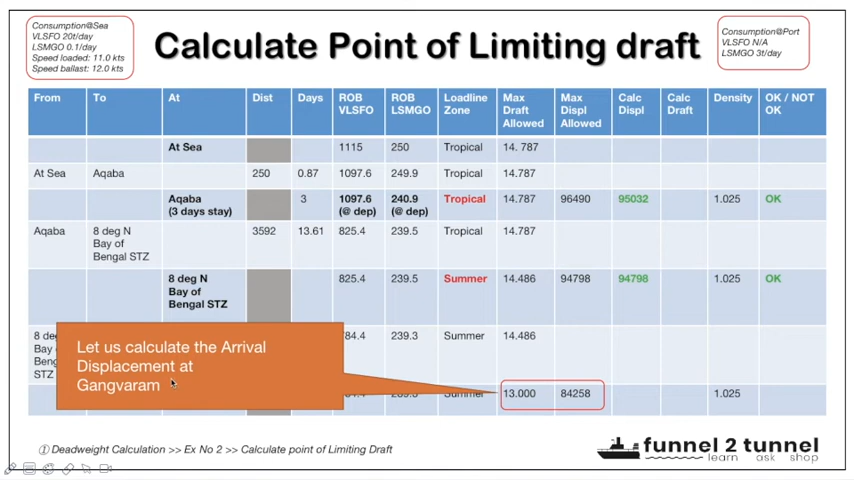 Consumption@Sea
VLSFO 20t/day
LSMGO 0.1/day
Speed loaded: 11.0 kts
Speed ballast: 12.0 kts
Calculate Point of Limiting draft
Consumption@Port
VLSFO N/A
LSMGO 3t/day
From To At Dist Days ROB VLSFO ROB LSMGO Loadline Zone Max Draft Allowed Max Displ Allowed Calc Displ Calc Draft Density OK / NOT OK
At Sea 1115 250 Tropical 14. 787
At Sea Aqaba 250 0.87 1097.6 249.9 Tropical 14.787
Aqaba (3 days stay) 3 1097.6 (@ dep) 240.9 (@ dep) Tropical 14.787 96490 95032 1.025 OK
Aqaba 8 deg N Bay of Bengal STZ 3592 13.61 825.4 239.5 Tropical 14.787
8 deg N Bay of Bengal STZ 825.4 239.5 Summer 14.486 94798 94798 1.025 OK
STZ 239.3 Summer 14.486
Summer 13.000 84258 1.025
Let us calculate the Arrival
Displacement at
Gangvaram
① Deadweight Calculation >> Ex No 2 >> Calculate point of Limiting Draft
funnel 2 tunnel
learn ask shop